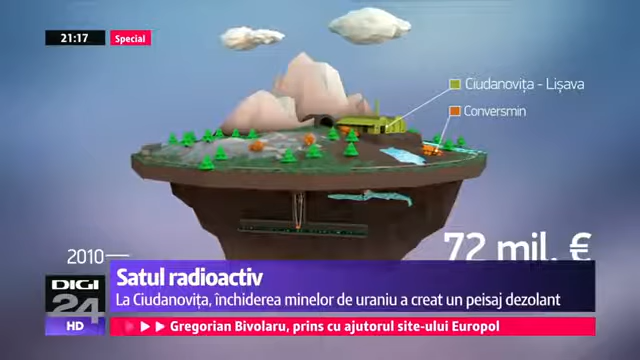 21:17
Special
Ciudanovița - Lișava
Conversmin
2010
72 mil. €
Satul radioactiv
La Ciudanovița, închiderea minelor de uraniu a creat un peisaj dezolant
DIGI
24
HD
Gregorian Bivolaru, prins cu ajutorul site-ului Europol